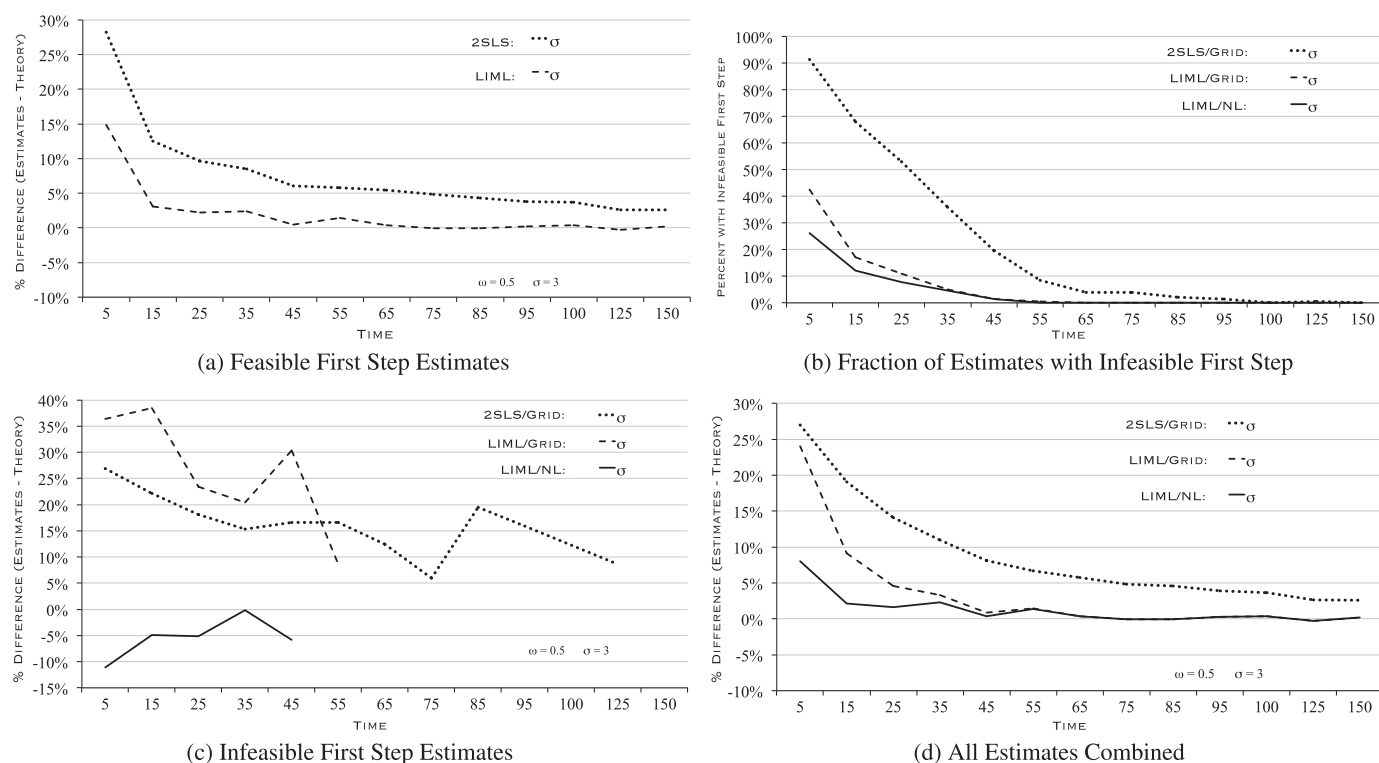 30%
25%
20%
15%
10%
5%
0%
-5%
-10%
% Difference (Estimates - Theory)
2SLS: σ
LIML: σ
ω = 0.5 σ = 3
5 15 25 35 45 55 65 75 85 95 100 125 150
Time
(a) Feasible First Step Estimates
100%
90%
80%
70%
60%
50%
40%
30%
20%
10%
0%
Percent with Infeasible First Step
2SLS/Grid: σ
LIML/Grid: σ
LIML/NL: σ
5 15 25 35 45 55 65 75 85 95 100 125 150
Time
(b) Fraction of Estimates with Infeasible First Step
40%
35%
30%
25%
20%
15%
10%
5%
0%
-5%
-10%
-15%
% Difference (Estimates - Theory)
2SLS/Grid: σ
LIML/Grid: σ
LIML/NL: σ
ω = 0.5 σ = 3
5 15 25 35 45 55 65 75 85 95 100 125 150
Time
(c) Infeasible First Step Estimates
30%
25%
20%
15%
10%
5%
0%
-5%
-10%
% Difference (Estimates - Theory)
2SLS/Grid: σ
LIML/Grid: σ
LIML/NL: σ
ω = 0.5 σ = 3
5 15 25 35 45 55 65 75 85 95 100 125 150
Time
(d) All Estimates Combined